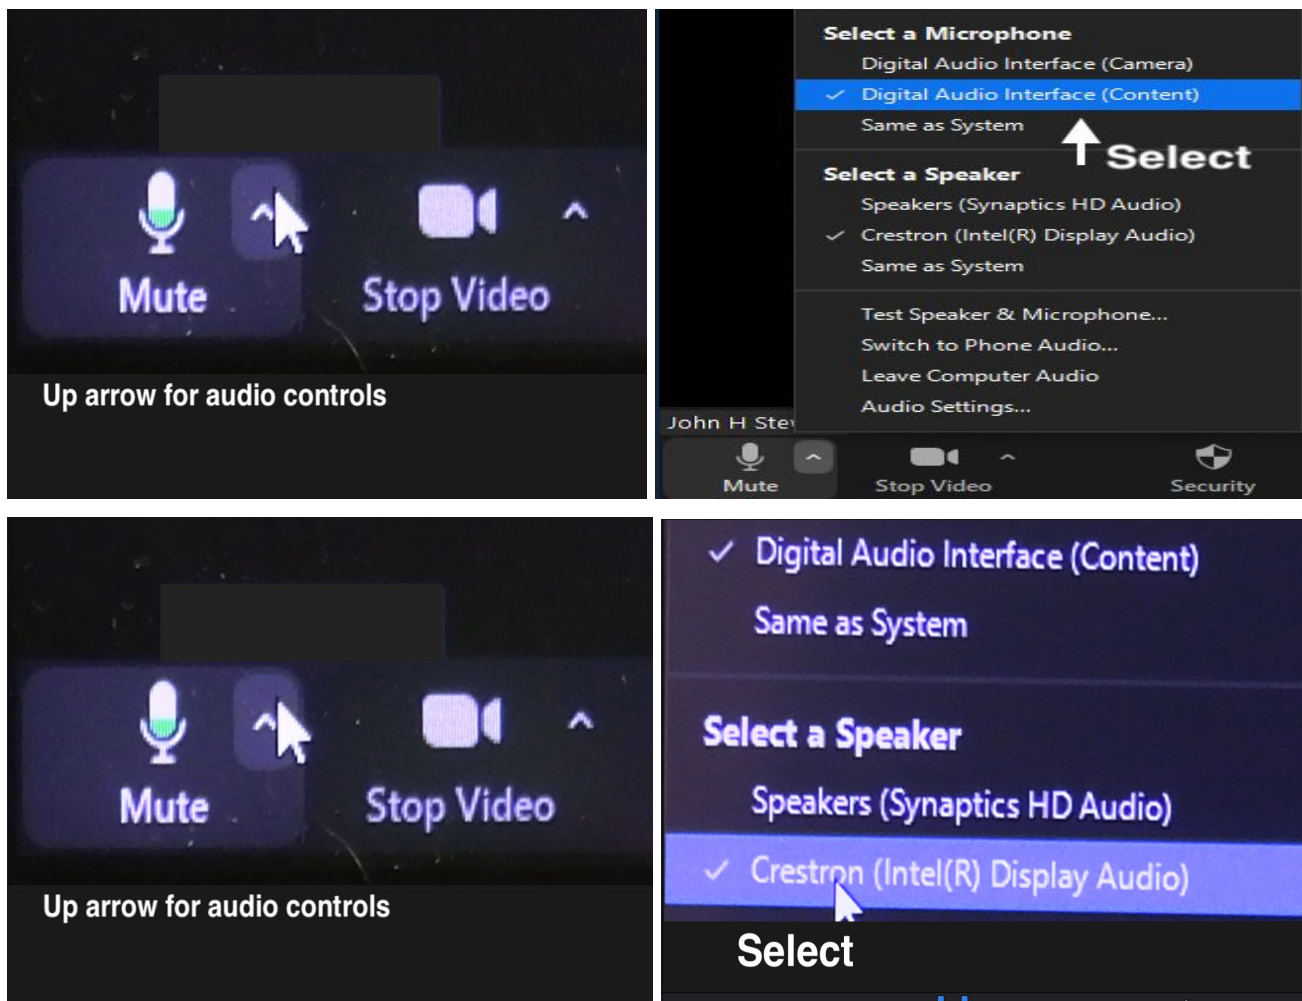 Mute
Stop Video
Up arrow for audio controls
Select a Microphone
Digital Audio Interface (Camera)
Digital Audio Interface (Content)
Same as System
Select
Select a Speaker
Speakers (Synaptics HD Audio)
Crestron (Intel(R) Display Audio)
Same as System
Test Speaker & Microphone...
Switch to Phone Audio...
Leave Computer Audio
Audio Settings...
John H Ste
Mute
Stop Video
Security
Mute
Stop Video
Up arrow for audio controls
Digital Audio Interface (Content)
Same as System
Select a Speaker
Speakers (Synaptics HD Audio)
Crestron (Intel(R) Display Audio)
Select